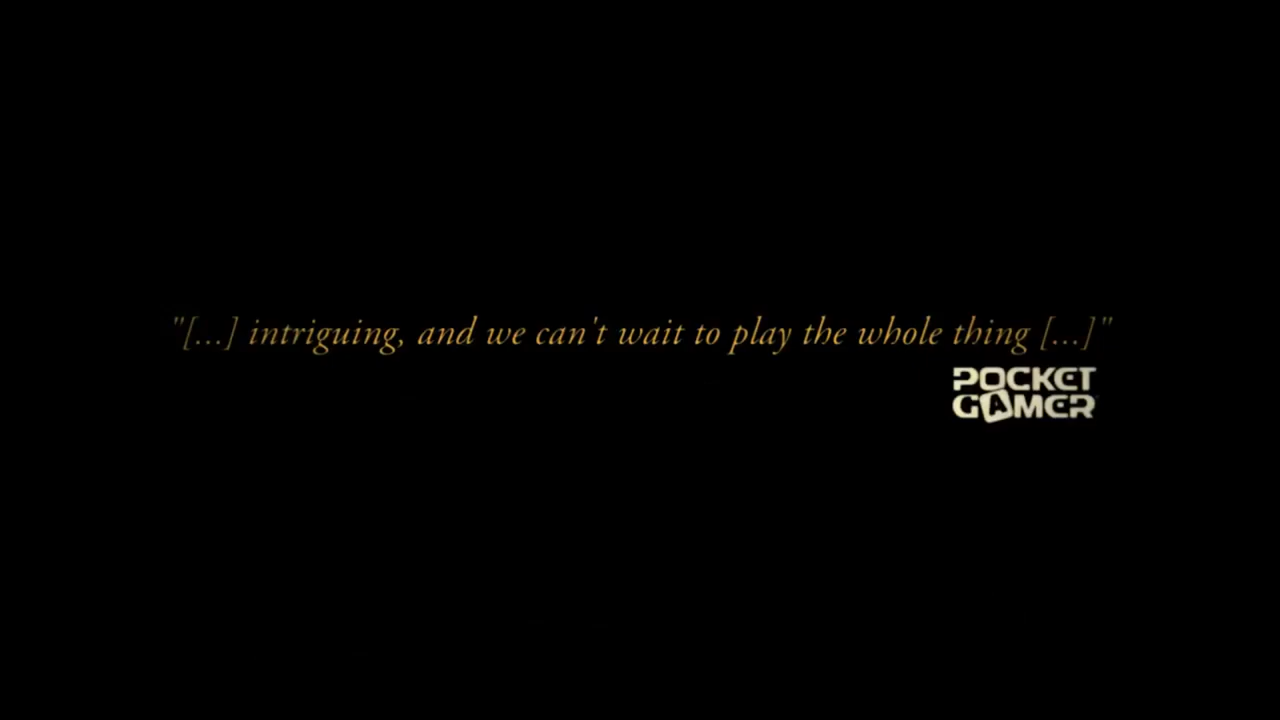 "[...] intriguing, and we can't wait to play the whole thing [...]"
POCKET
GAMER